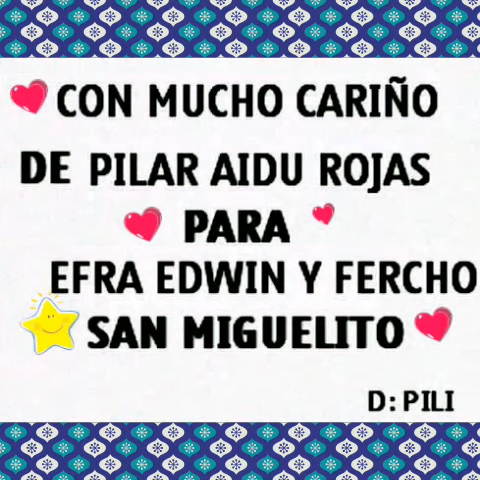 CON MUCHO CARIÑO
DE PILAR AIDU ROJAS
PARA
EFRA EDWIN Y FERCHO
SAN MIGUELITO
D: PILI